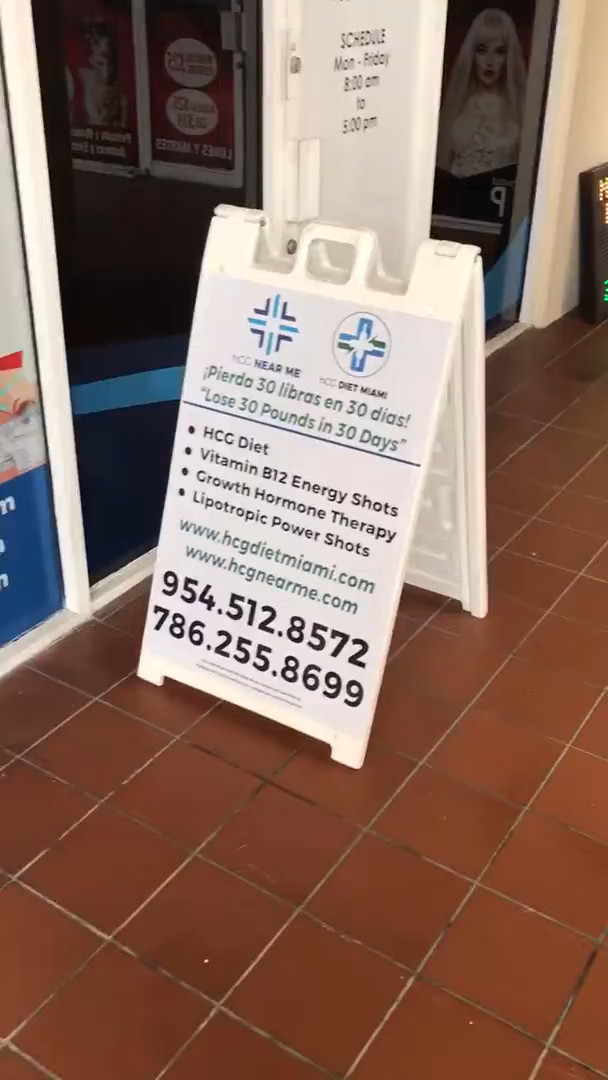 SCHEDULE
Mon - Friday
8:00 am
to
5:00 pm
hCG NEAR ME
hCG DIET MIAMI
¡Pierda 30 libras en 30 días!
"Lose 30 Pounds in 30 Days"
• HCG Diet
• Vitamin B12 Energy Shots
• Growth Hormone Therapy
• Lipotropic Power Shots
www.hcgdietmiami.com
www.hcgnearme.com
954.512.8572
786.255.8699
LUNES Y MARTES
P